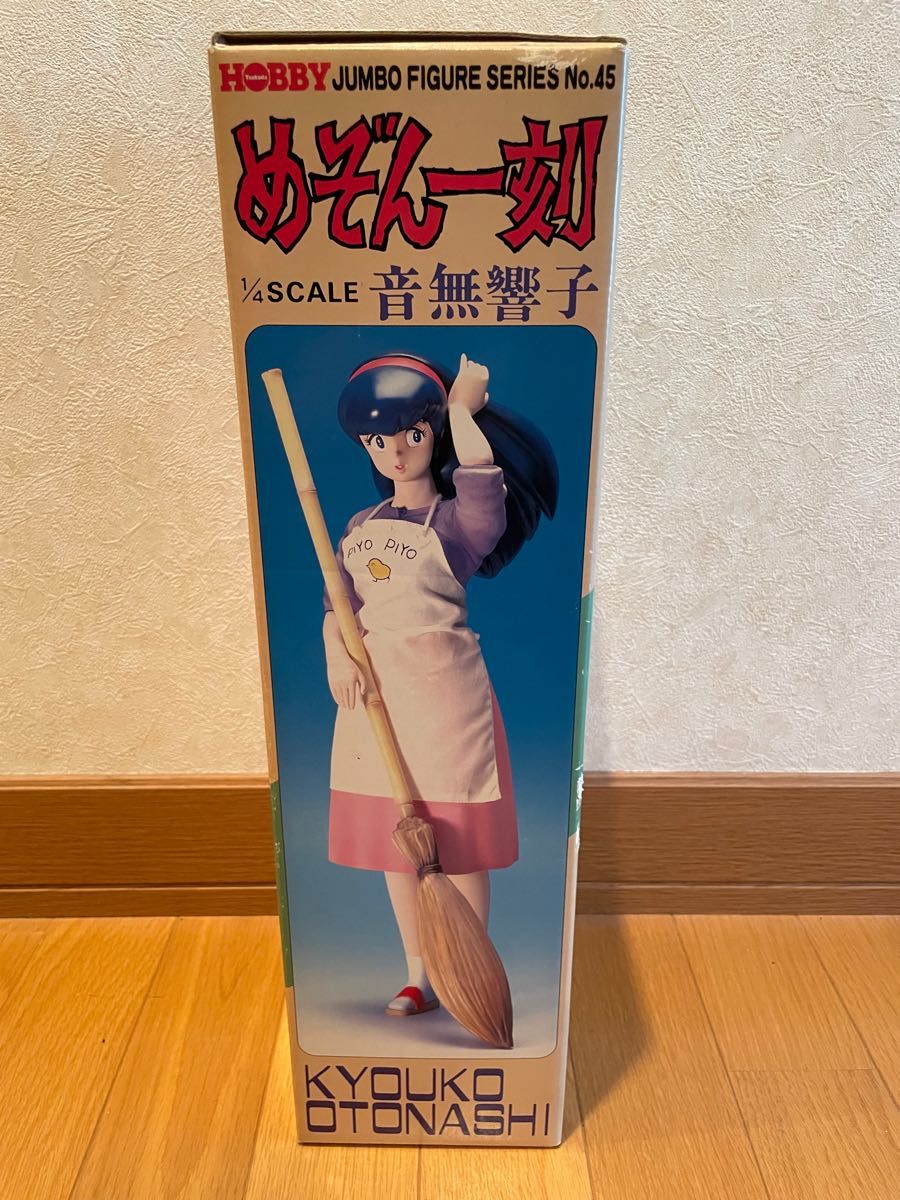 HOBBY JUMBO FIGURE SERIES No.45
Tsukuda
めぞん一刻
1/4 SCALE 音無響子
PIYO PIYO
KYOUKO
OTONASHI